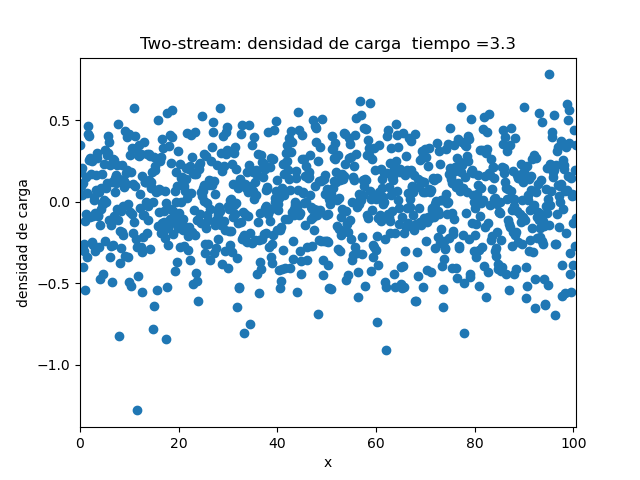 Two-stream: densidad de carga  tiempo =3.3
densidad de carga
0.5
0.0
−0.5
−1.0
0 20 40 60 80 100
x